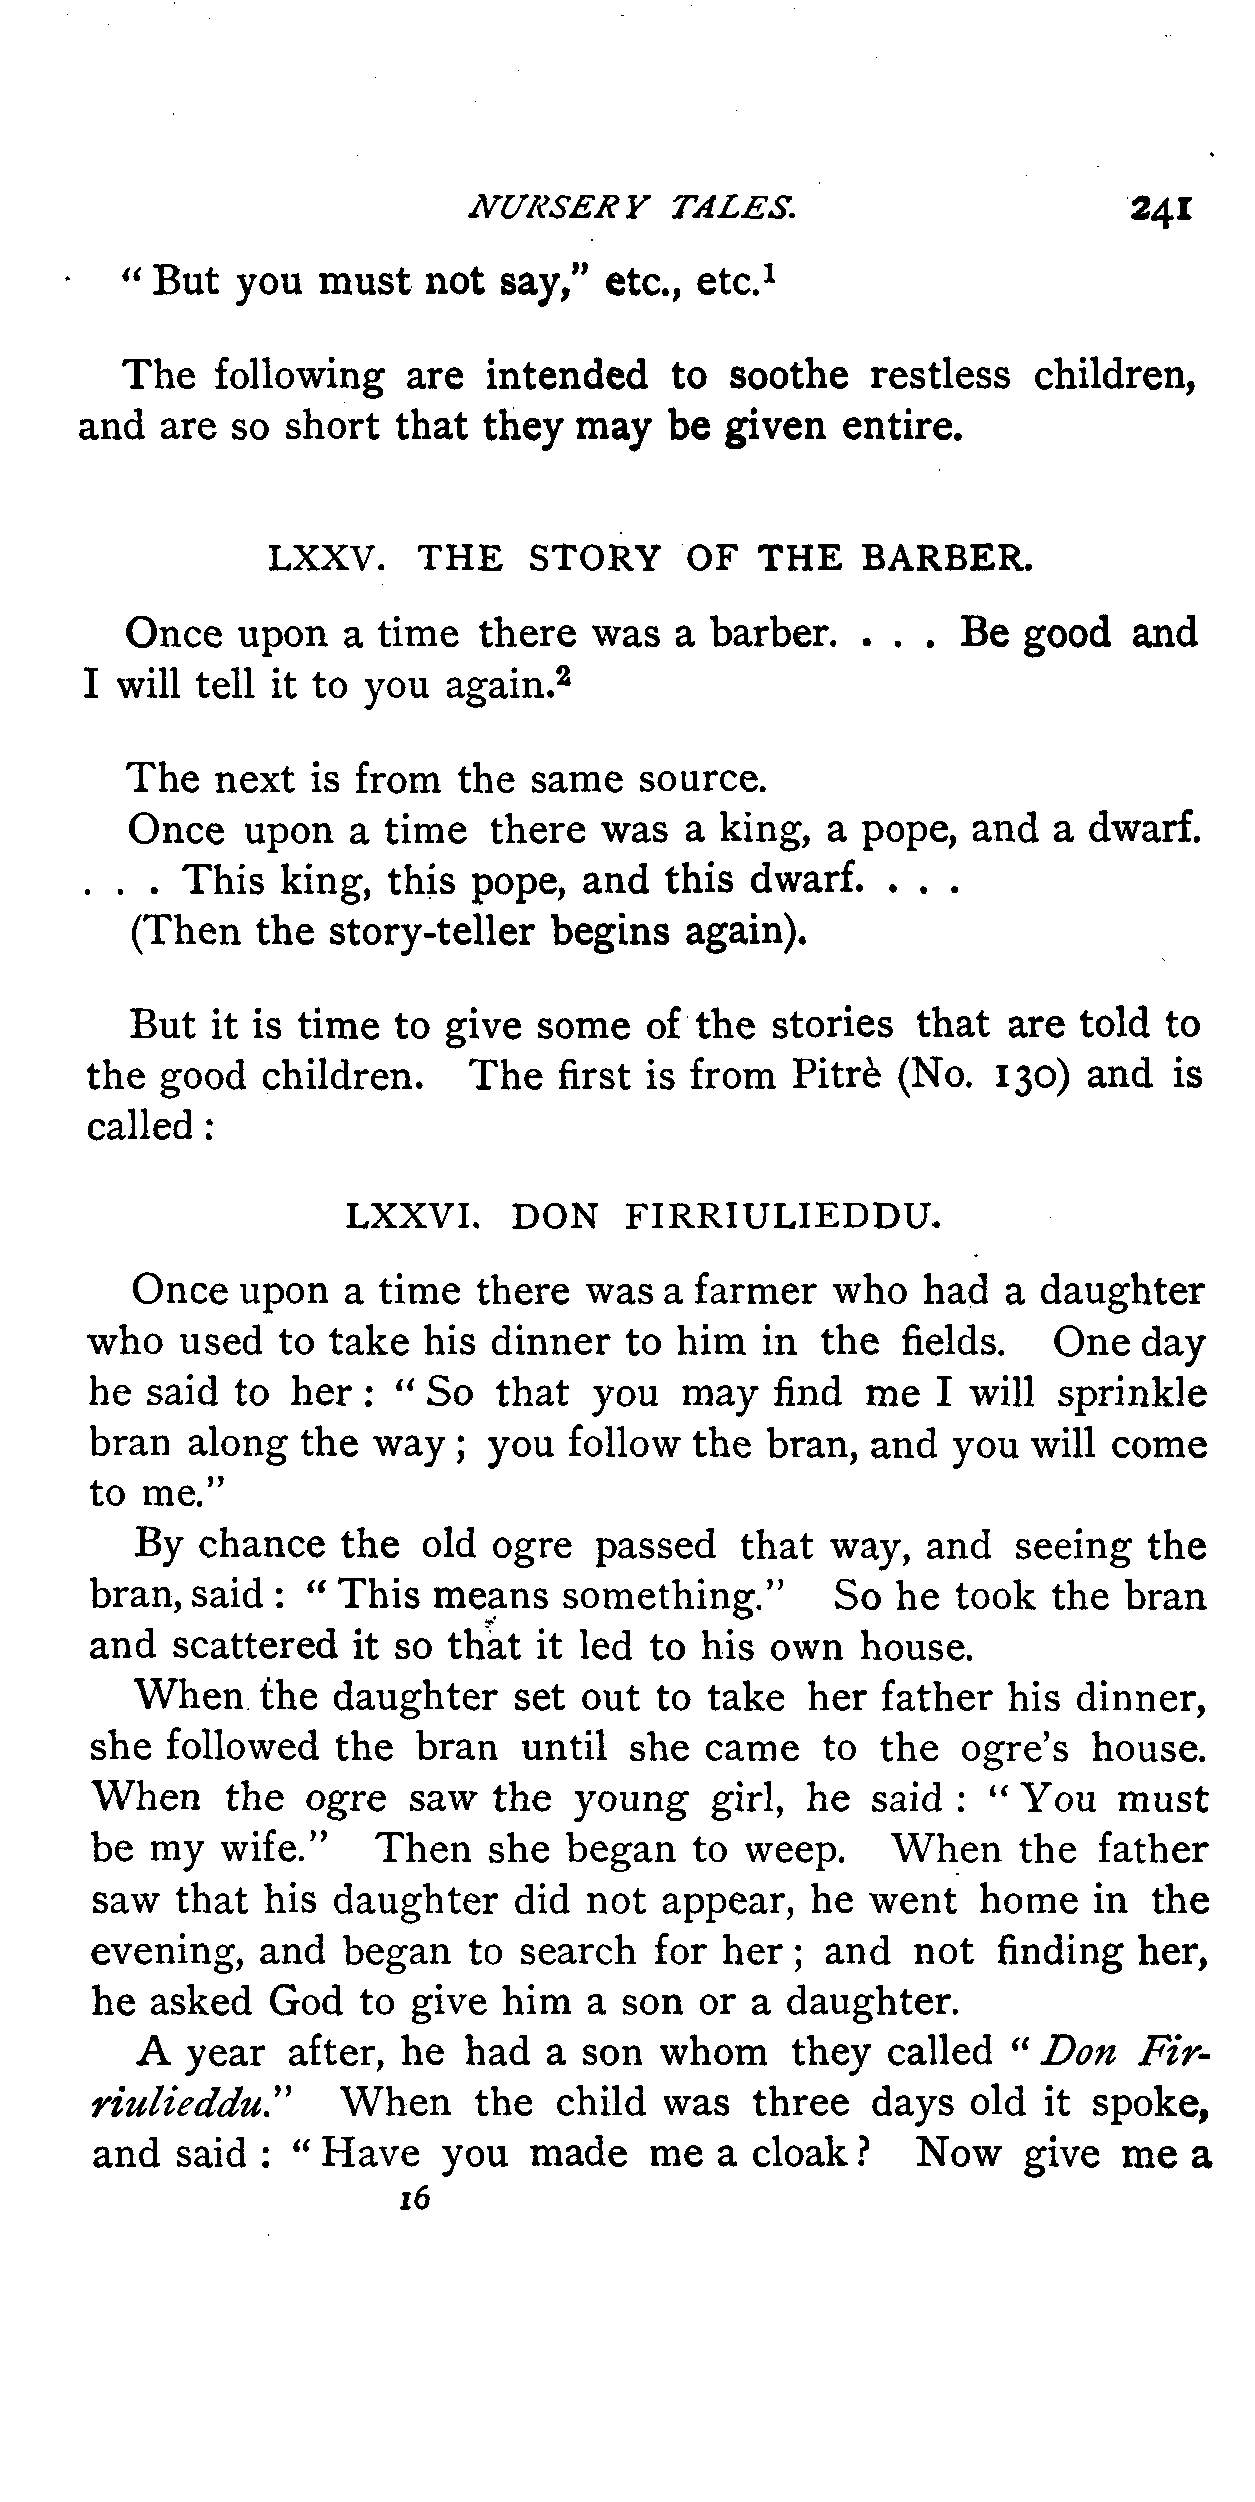 NURSERY TALES. 241
“ But you must not say,” etc., etc.¹
The following are intended to soothe restless children,
and are so short that they may be given entire.
LXXV. THE STORY OF THE BARBER.
Once upon a time there was a barber. . . . Be good and
I will tell it to you again.²
The next is from the same source.
Once upon a time there was a king, a pope, and a dwarf.
. . . This king, this pope, and this dwarf. . . .
(Then the story-teller begins again).
But it is time to give some of the stories that are told to
the good children. The first is from Pitrè (No. 130) and is
called :
LXXVI. DON FIRRIULIEDDU.
Once upon a time there was a farmer who had a daughter
who used to take his dinner to him in the fields. One day
he said to her : “ So that you may find me I will sprinkle
bran along the way ; you follow the bran, and you will come
to me.”
By chance the old ogre passed that way, and seeing the
bran, said : “ This means something.” So he took the bran
and scattered it so that it led to his own house.
When the daughter set out to take her father his dinner,
she followed the bran until she came to the ogre’s house.
When the ogre saw the young girl, he said : “ You must
be my wife.” Then she began to weep. When the father
saw that his daughter did not appear, he went home in the
evening, and began to search for her ; and not finding her,
he asked God to give him a son or a daughter.
A year after, he had a son whom they called “ Don Fir-
riulieddu.” When the child was three days old it spoke,
and said : “ Have you made me a cloak ? Now give me a
16